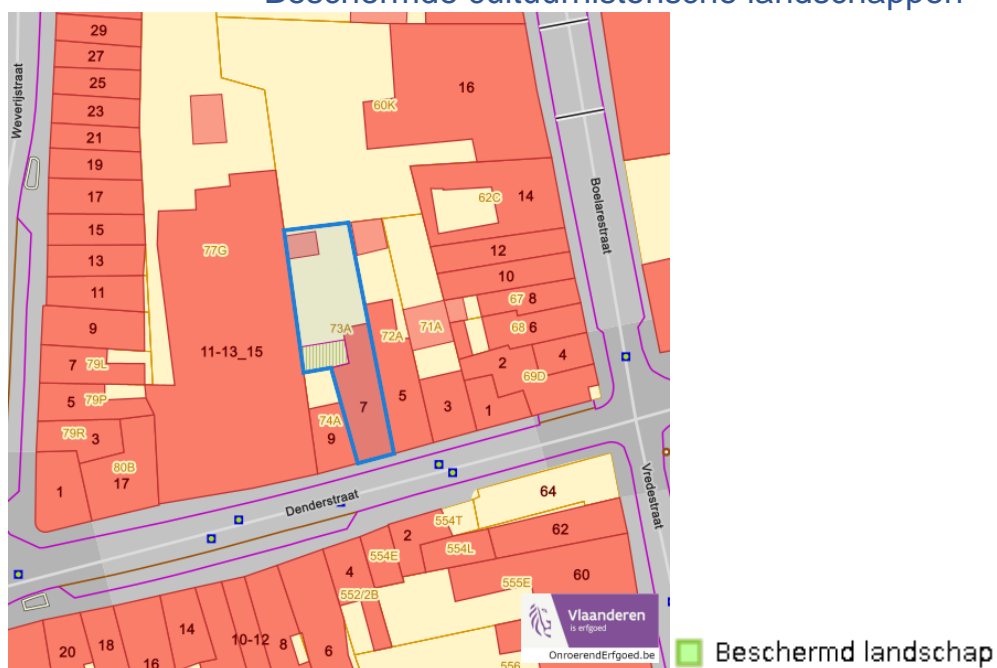 Beschermde cultuurhistorische landschappen
29
27
25
23
21
19
17
15
13
11
9
7 79L
5 79P
79R 3
1
80B
17
Weverijstraat
77G
11-13_15
60K
16
62C 14
12
10
67 8
68 6
2 4
69D
1
3
71A
72A
5
73A
7
74A
9
Boelarestraat
Denderstraat
Vredestraat
64
62
60
554T
554L
554E
2
4
552/2B
555E
556
20
18
16
14
10-12
8
6
Vlaanderen
is erfgoed
OnroerendErfgoed.be
Beschermd landschap